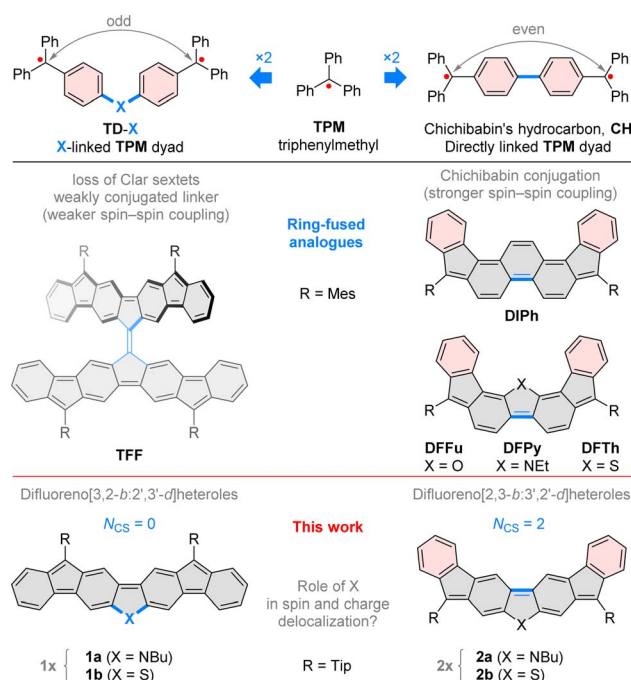 odd
even
Ph
Ph
Ph
Ph
×2
×2
Ph
Ph
X
Ph
Ph
Ph
Ph
Ph
TD-X
X-linked TPM dyad
TPM
triphenylmethyl
Chichibabin's hydrocarbon, CH
Directly linked TPM dyad
loss of Clar sextets
weakly conjugated linker
(weaker spin–spin coupling)
Ring-fused
analogues
R = Mes
Chichibabin conjugation
(stronger spin–spin coupling)
R
R
R
R
TFF
R
R
DIPh
X
R
R
DFFu
X = O
DFPy
X = NEt
DFTh
X = S
Difluoreno[3,2-b:2',3'-d]heteroles
NCS = 0
This work
Difluoreno[2,3-b:3',2'-d]heteroles
NCS = 2
R
R
X
Role of X
in spin and charge
delocalization?
R
R
X
1x { 1a (X = NBu)
1b (X = S)
R = Tip
2x { 2a (X = NBu)
2b (X = S)